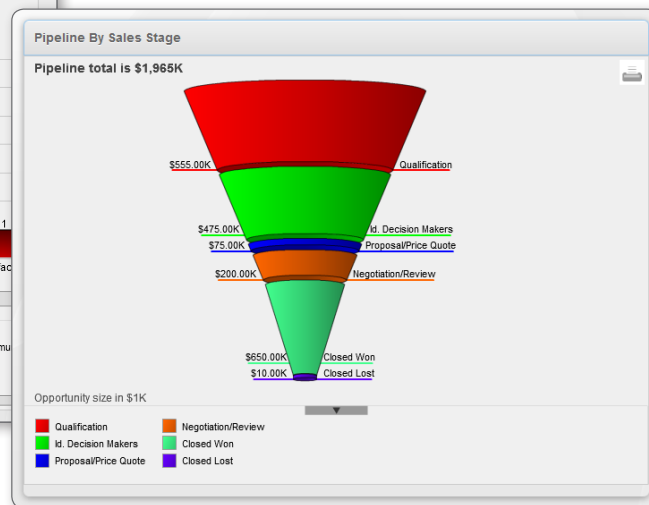 Pipeline By Sales Stage
Pipeline total is $1,965K
$555.00K Qualification
1
$475.00K Id. Decision Makers
$75.00K Proposal/Price Quote
$200.00K Negotiation/Review
$650.00K Closed Won
$10.00K Closed Lost
Opportunity size in $1K
Qualification Negotiation/Review
Id. Decision Makers Closed Won
Proposal/Price Quote Closed Lost